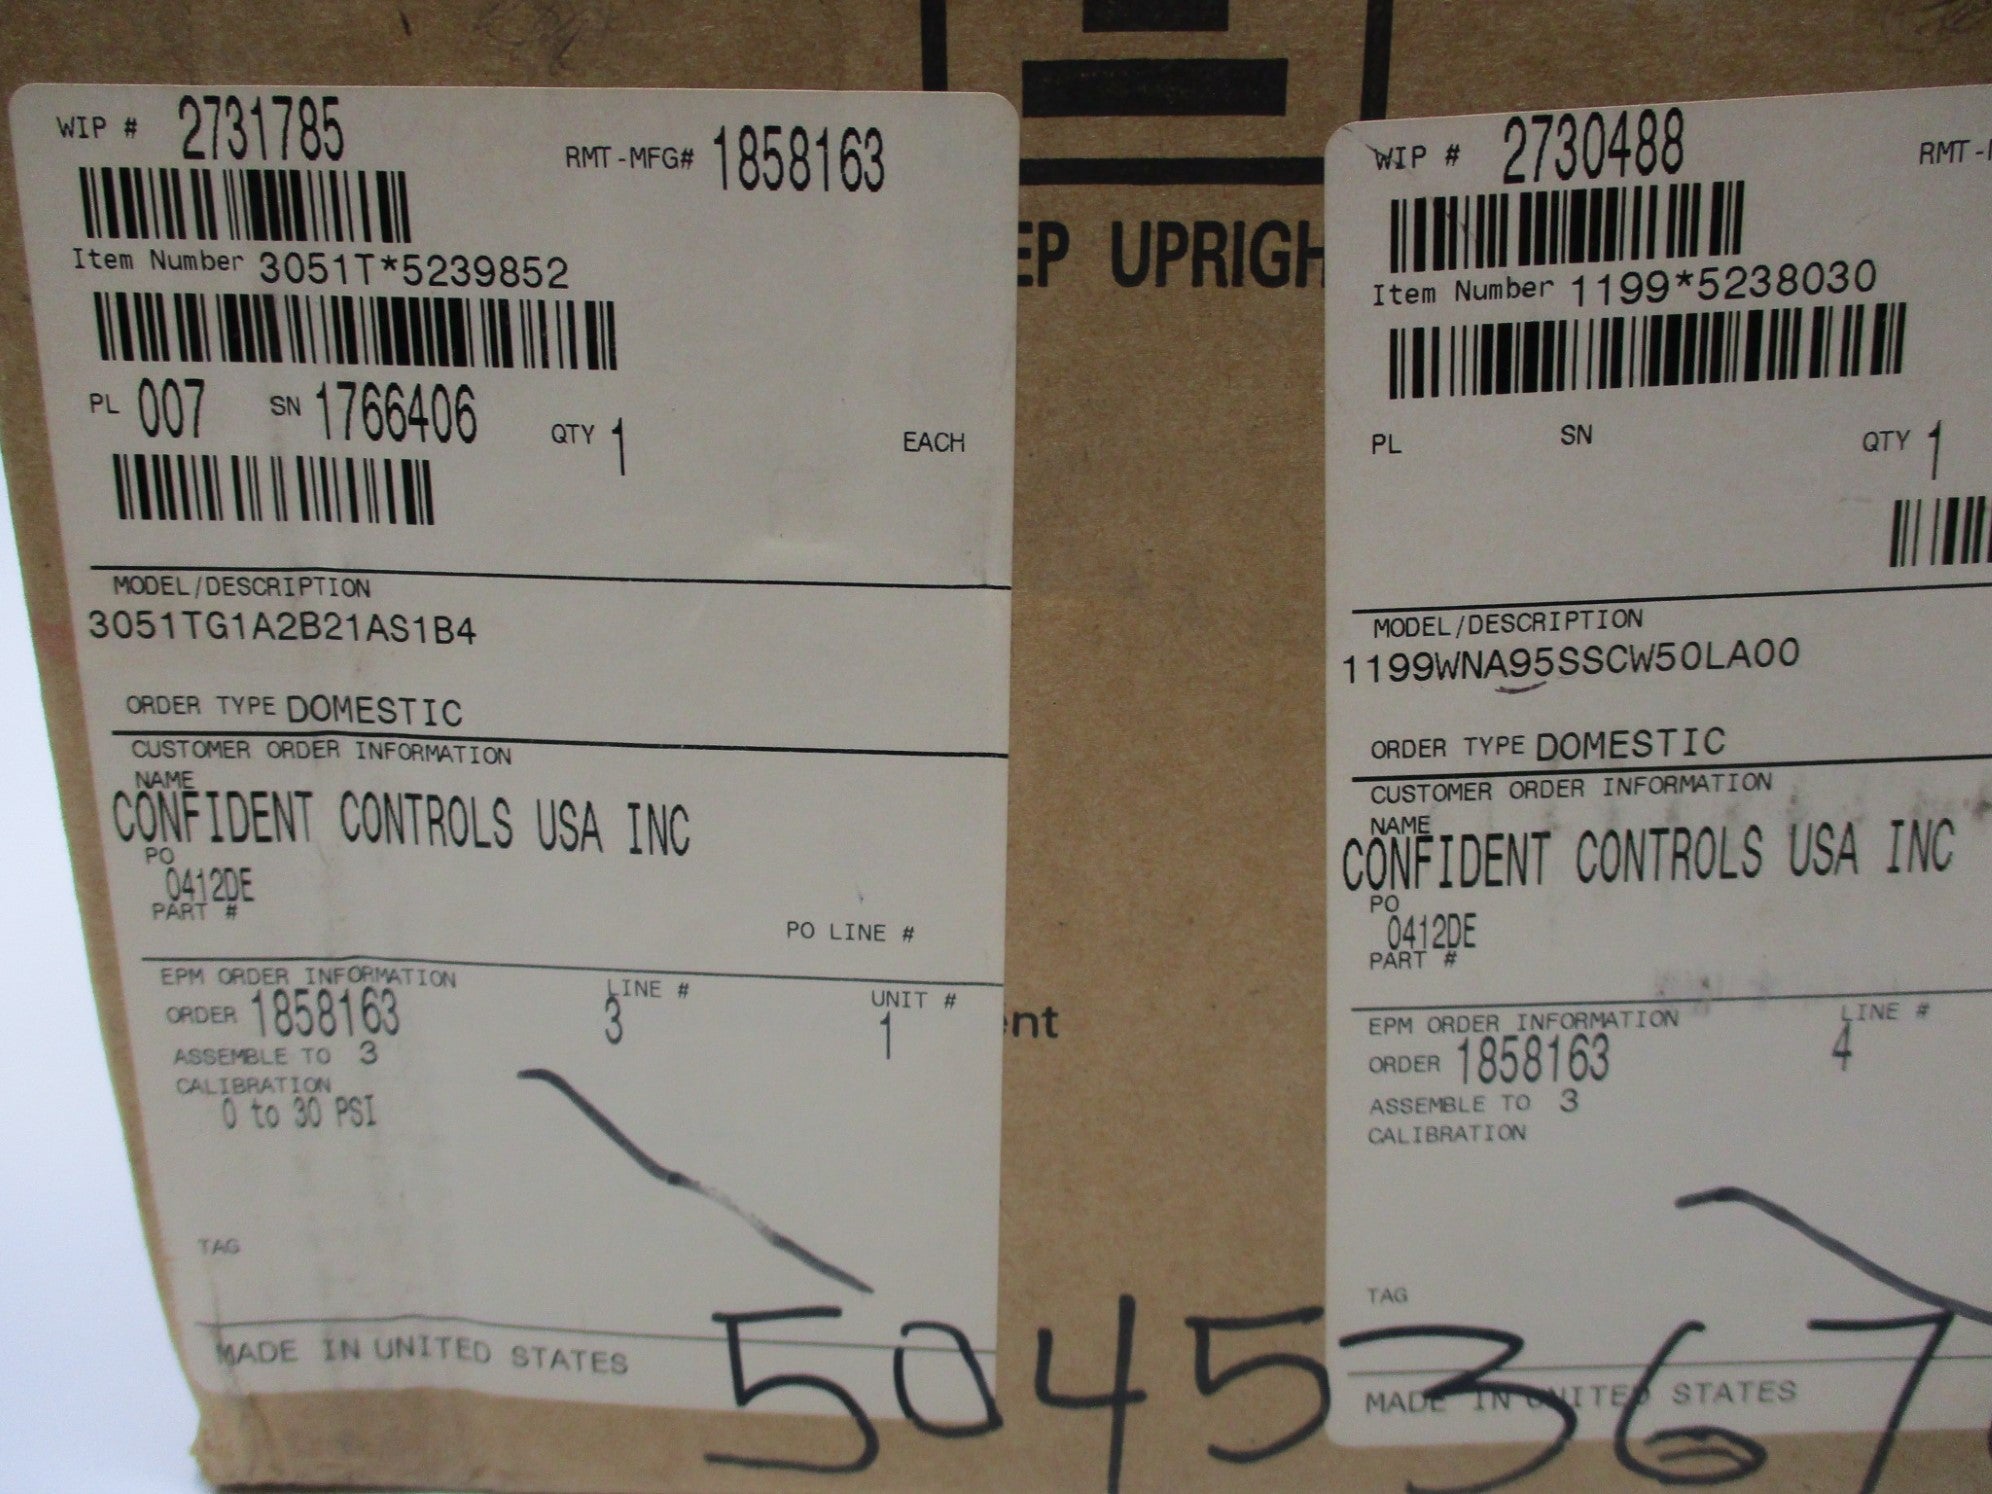 WIP # 2731785
RMT-MFG# 1858163
Item Number 3051T*5239852
PL 007 SN 1766406 QTY 1 EACH
MODEL/DESCRIPTION
3051TG1A2B21AS1B4
ORDER TYPE DOMESTIC
CUSTOMER ORDER INFORMATION
NAME
CONFIDENT CONTROLS USA INC
PO
0412DE
PART #
PO LINE #
EPM ORDER INFORMATION LINE # UNIT #
ORDER 1858163 3 1
ASSEMBLE TO 3
CALIBRATION
0 to 30 PSI
TAG
MADE IN UNITED STATES
EP UPRIGH
nt
WIP # 2730488 RMT-
Item Number 1199*5238030
PL SN QTY 1
MODEL/DESCRIPTION
1199WNA95SSCW50LA00
ORDER TYPE DOMESTIC
CUSTOMER ORDER INFORMATION
NAME
CONFIDENT CONTROLS USA INC
PO
0412DE
PART #
EPM ORDER INFORMATION LINE #
ORDER 1858163 4
ASSEMBLE TO 3
CALIBRATION
TAG
MADE IN UNITED STATES
5045367